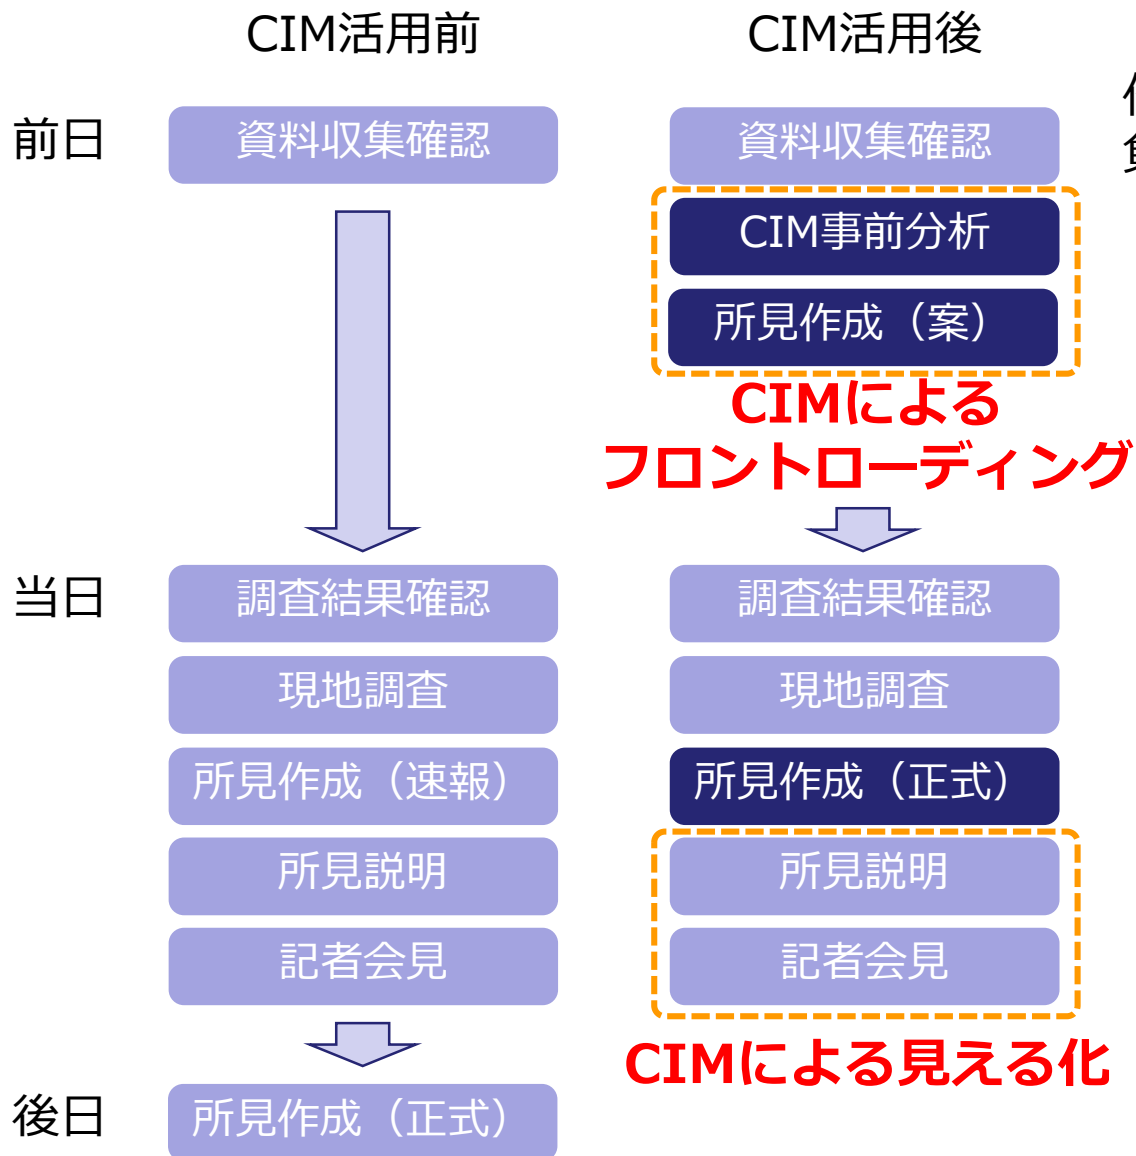 CIM活用前
CIM活用後
前日
資料収集確認
資料収集確認
CIM事前分析
所見作成（案）
CIMによる
フロントローディング
当日
調査結果確認
調査結果確認
現地調査
現地調査
所見作成（速報）
所見作成（正式）
所見説明
所見説明
記者会見
記者会見
CIMによる見える化
後日
所見作成（正式）